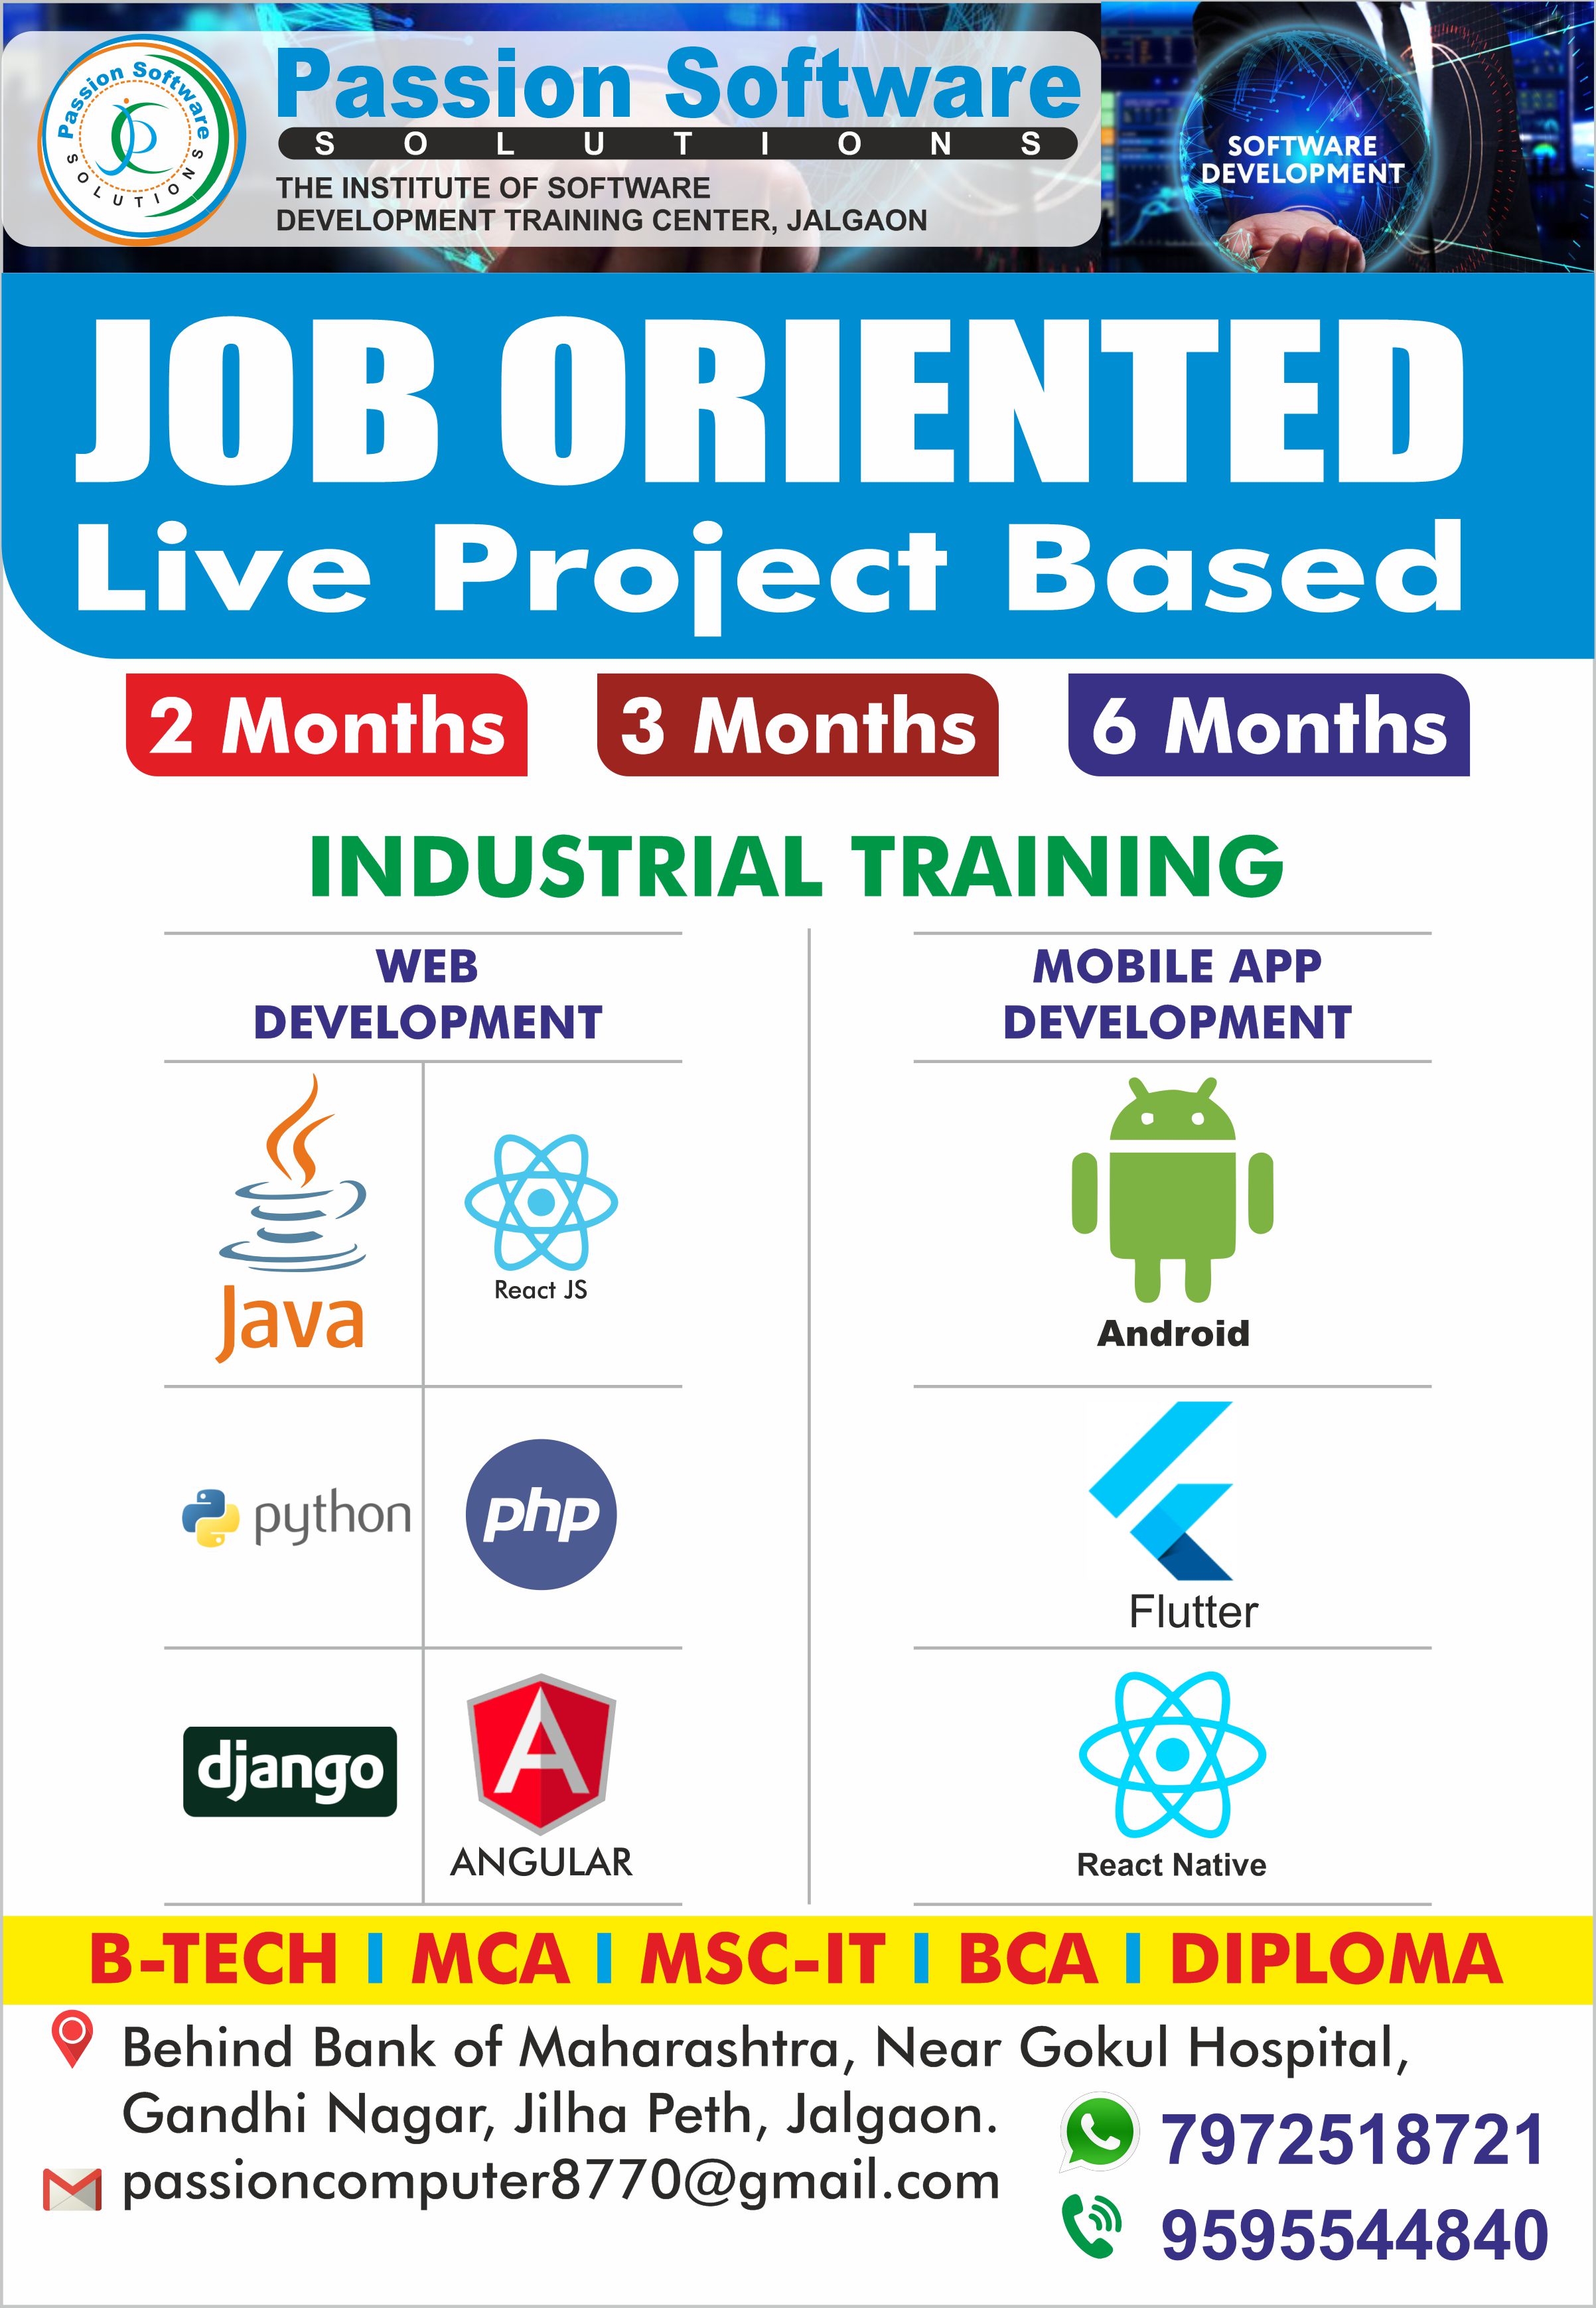 Passion Software
SOLUTIONS
Passion Software
SOLUTIONS
THE INSTITUTE OF SOFTWARE
DEVELOPMENT TRAINING CENTER, JALGAON
SOFTWARE
DEVELOPMENT
JOB ORIENTED
Live Project Based
2 Months
3 Months
6 Months
INDUSTRIAL TRAINING
WEB
DEVELOPMENT
Java
React JS
python
php
django
ANGULAR
MOBILE APP
DEVELOPMENT
Android
Flutter
React Native
B-TECH I MCA I MSC-IT I BCA I DIPLOMA
Behind Bank of Maharashtra, Near Gokul Hospital,
Gandhi Nagar, Jilha Peth, Jalgaon.
passioncomputer8770@gmail.com
7972518721
9595544840